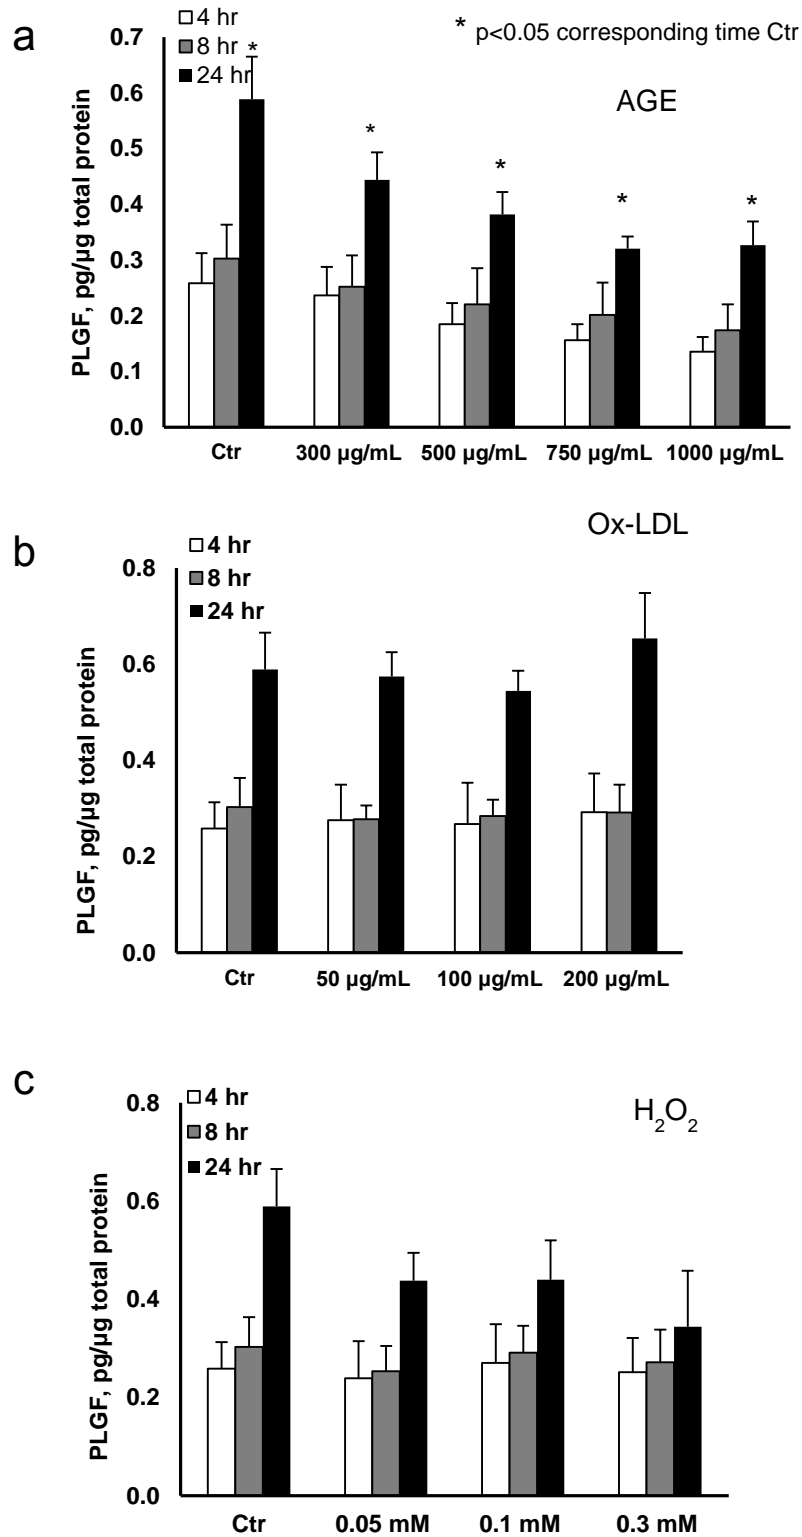 a
4 hr
8 hr
24 hr
* p<0.05 corresponding time Ctr
AGE
PLGF, pg/µg total protein
0.7
0.6
0.5
0.4
0.3
0.2
0.1
0.0
*
*
*
*
*
Ctr 300 µg/mL 500 µg/mL 750 µg/mL 1000 µg/mL
b
4 hr
8 hr
24 hr
Ox-LDL
PLGF, pg/µg total protein
0.8
0.6
0.4
0.2
0.0
Ctr 50 µg/mL 100 µg/mL 200 µg/mL
c
4 hr
8 hr
24 hr
H₂O₂
PLGF, pg/µg total protein
0.8
0.6
0.4
0.2
0.0
Ctr 0.05 mM 0.1 mM 0.3 mM